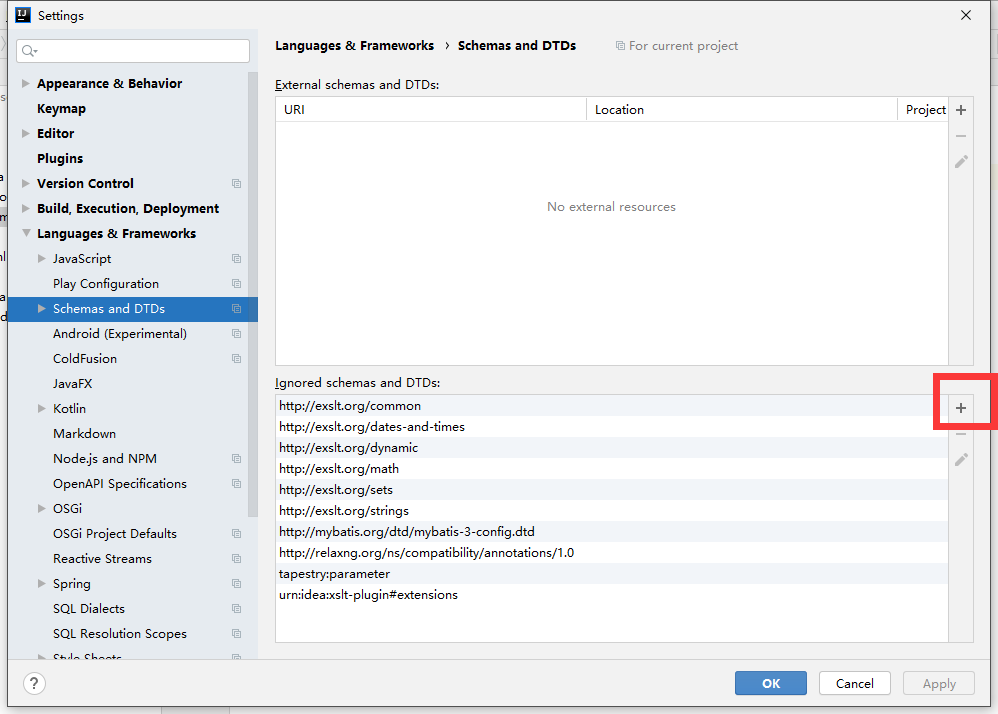 Settings
Languages & Frameworks › Schemas and DTDs For current project
Appearance & Behavior
Keymap
Editor
Plugins
Version Control
Build, Execution, Deployment
Languages & Frameworks
JavaScript
Play Configuration
Schemas and DTDs
Android (Experimental)
ColdFusion
JavaFX
Kotlin
Markdown
Node.js and NPM
OpenAPI Specifications
OSGi
OSGi Project Defaults
Reactive Streams
Spring
SQL Dialects
SQL Resolution Scopes
Style Sheets
External schemas and DTDs:
URI Location Project
No external resources
Ignored schemas and DTDs:
http://exslt.org/common
http://exslt.org/dates-and-times
http://exslt.org/dynamic
http://exslt.org/math
http://exslt.org/sets
http://exslt.org/strings
http://mybatis.org/dtd/mybatis-3-config.dtd
http://relaxng.org/ns/compatibility/annotations/1.0
tapestry:parameter
urn:idea:xslt-plugin#extensions
?
OK Cancel Apply